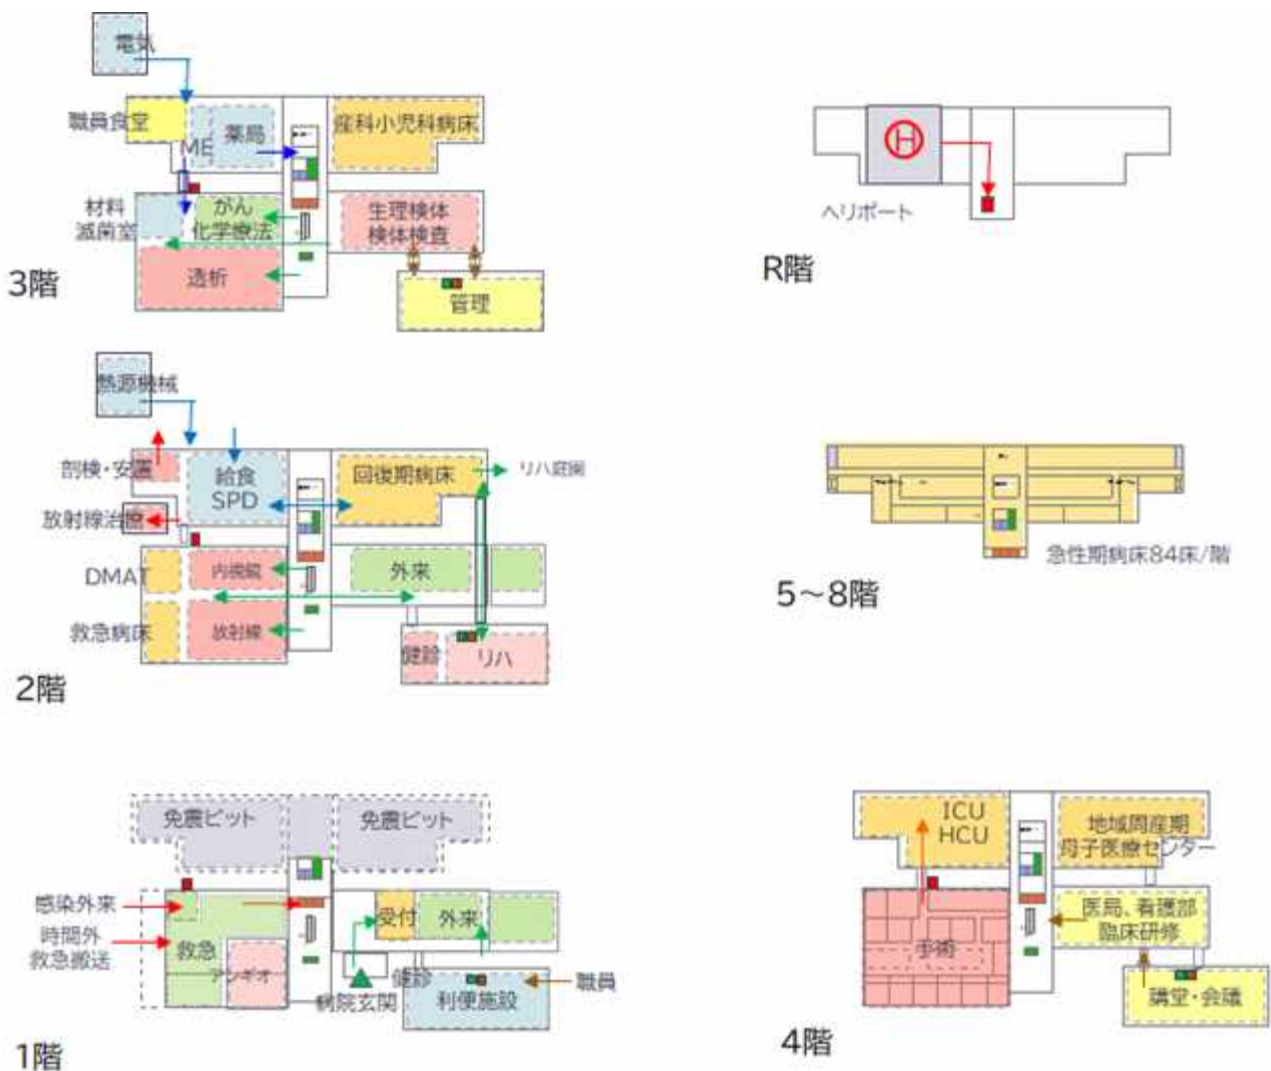 電気
職員食堂
ME
薬局
産科小児科病床
材料
滅菌室
がん
化学療法
生理検体
検体検査
透析
管理
3階
熱源機械
剖検・安置
給食
SPD
回復期病床
リハ庭園
放射線治療
DMAT
内視鏡
外来
救急病床
放射線
健診
リハ
2階
免震ピット
免震ピット
感染外来
時間外
救急搬送
救急
アンギオ
受付
外来
病院玄関
健診
利便施設
職員
1階
H
ヘリポート
R階
急性期病床84床/階
5～8階
ICU
HCU
地域周産期
母子医療センター
手術
医局、看護部
臨床研修
講堂・会議
4階